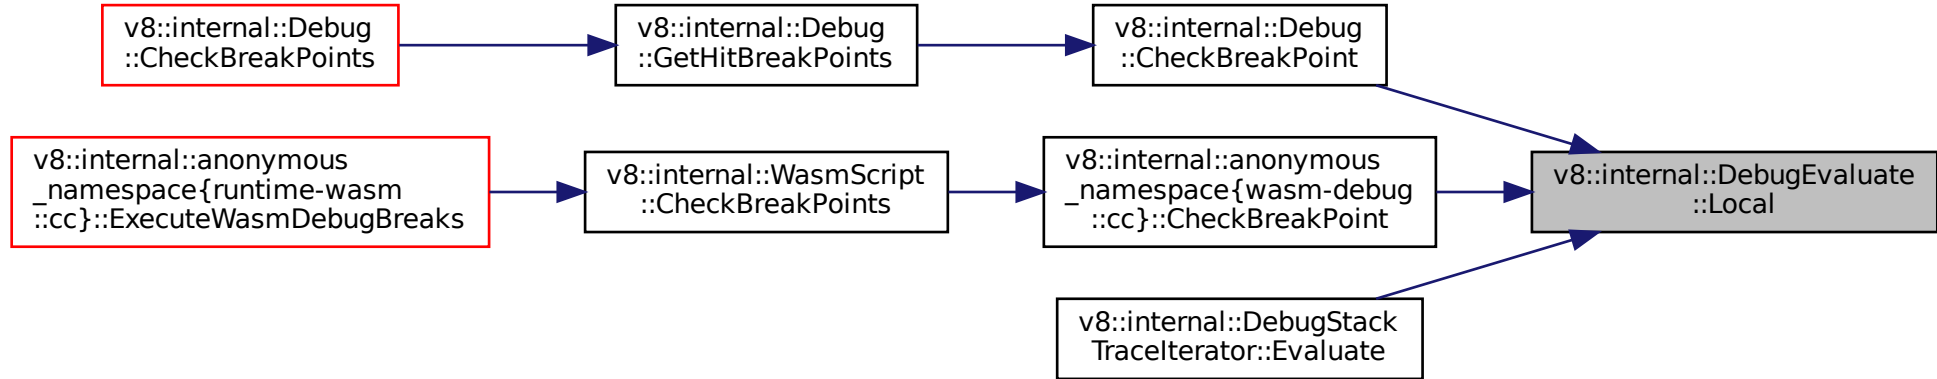 v8::internal::Debug
::CheckBreakPoints
v8::internal::Debug
::GetHitBreakPoints
v8::internal::Debug
::CheckBreakPoint
v8::internal::anonymous
_namespace{runtime-wasm
::cc}::ExecuteWasmDebugBreaks
v8::internal::WasmScript
::CheckBreakPoints
v8::internal::anonymous
_namespace{wasm-debug
::cc}::CheckBreakPoint
v8::internal::DebugEvaluate
::Local
v8::internal::DebugStack
TraceIterator::Evaluate